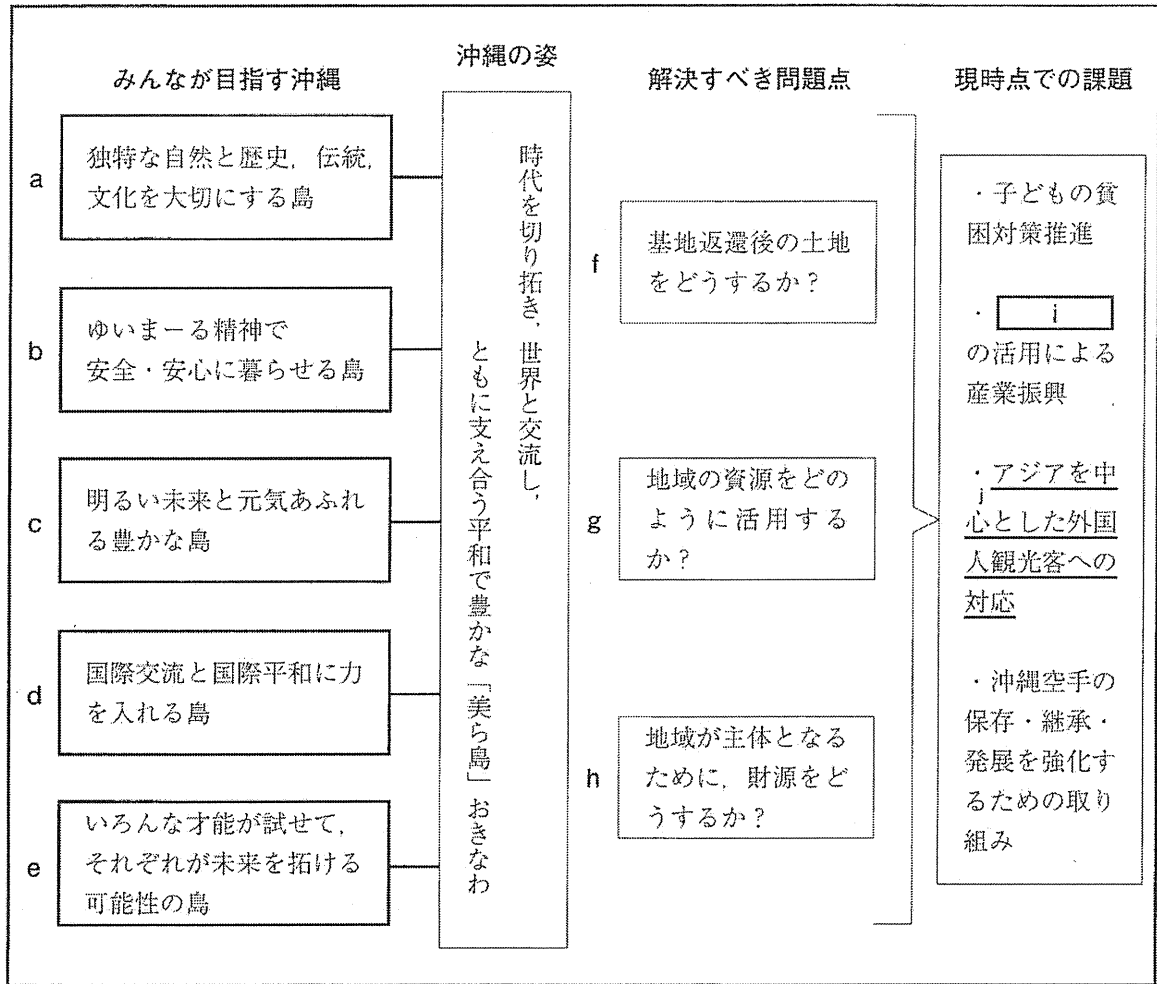 みんなが目指す沖縄
a
独特な自然と歴史，伝統，
文化を大切にする島
b
ゆいまーる精神で
安全・安心に暮らせる島
c
明るい未来と元気あふれ
る豊かな島
d
国際交流と国際平和に力
を入れる島
e
いろんな才能が試せて，
それぞれが未来を拓ける
可能性の島
沖縄の姿
時代を切り拓き，世界と交流し，
ともに支え合う平和で豊かな「美ら島」おきなわ
解決すべき問題点
f
基地返還後の土地
をどうするか？
g
地域の資源をどの
ように活用する
か？
h
地域が主体となる
ために，財源をど
うするか？
現時点での課題
・子どもの貧
困対策推進
・ i
の活用による
産業振興
・アジアを中
j
心とした外国
人観光客への
対応
・沖縄空手の
保存・継承・
発展を強化す
るための取り
組み